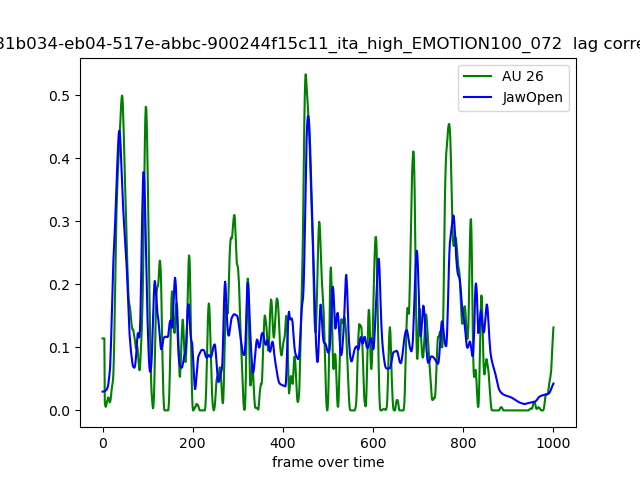 31b034-eb04-517e-abbc-900244f15c11_ita_high_EMOTION100_072 lag corre
AU 26
JawOpen
0.5
0.4
0.3
0.2
0.1
0.0
0 200 400 600 800 1000
frame over time